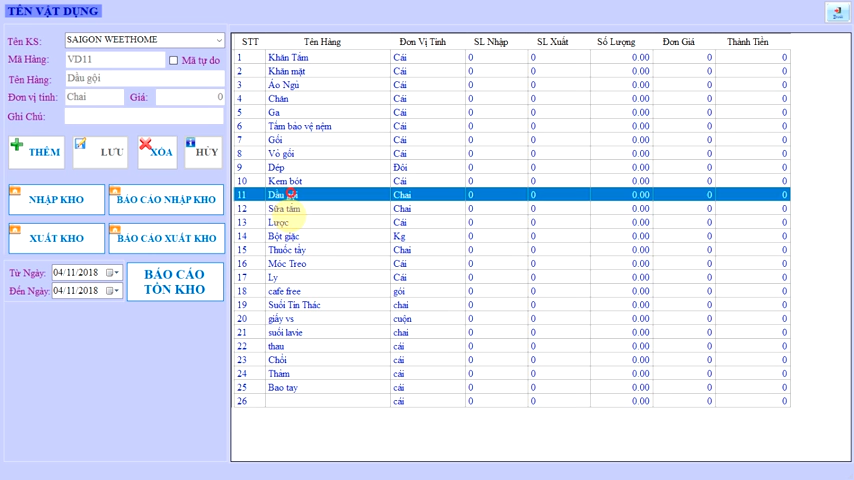 TÊN VẬT DỤNG
Tên KS: SAIGON WEETHOME
Mã Hàng: VD11 Mã tự do
Tên Hàng: Dầu gội
Đơn vị tính: Chai Giá: 0
Ghi Chú:
THÊM LƯU XÓA HỦY
NHẬP KHO BÁO CÁO NHẬP KHO
XUẤT KHO BÁO CÁO XUẤT KHO
Từ Ngày: 04/11/2018
Đến Ngày: 04/11/2018
BÁO CÁO
TỒN KHO
STT Tên Hàng Đơn Vị Tính SL Nhập SL Xuất Số Lượng Đơn Giá Thành Tiền
1 Khăn Tắm Cái 0 0 0.00 0 0
2 Khăn mặt Cái 0 0 0.00 0 0
3 Áo Ngủ Cái 0 0 0.00 0 0
4 Chăn Cái 0 0 0.00 0 0
5 Ga Cái 0 0 0.00 0 0
6 Tấm bảo vệ nệm Cái 0 0 0.00 0 0
7 Gối Cái 0 0 0.00 0 0
8 Vỏ gối Cái 0 0 0.00 0 0
9 Dép Đôi 0 0 0.00 0 0
10 Kem bót Cái 0 0 0.00 0 0
11 Dầu Chai 0 0 0.00 0 0
12 Sữa tắm Chai 0 0 0.00 0 0
13 Lược Cái 0 0 0.00 0 0
14 Bột giặc Kg 0 0 0.00 0 0
15 Thuốc tẩy Chai 0 0 0.00 0 0
16 Móc Treo Cái 0 0 0.00 0 0
17 Ly Cái 0 0 0.00 0 0
18 cafe free gói 0 0 0.00 0 0
19 Suối Tin Thác chai 0 0 0.00 0 0
20 giấy vs cuộn 0 0 0.00 0 0
21 suối lavie chai 0 0 0.00 0 0
22 thau cái 0 0 0.00 0 0
23 Chổi cái 0 0 0.00 0 0
24 Thảm cái 0 0 0.00 0 0
25 Bao tay cái 0 0 0.00 0 0
26 cái 0 0 0.00 0 0